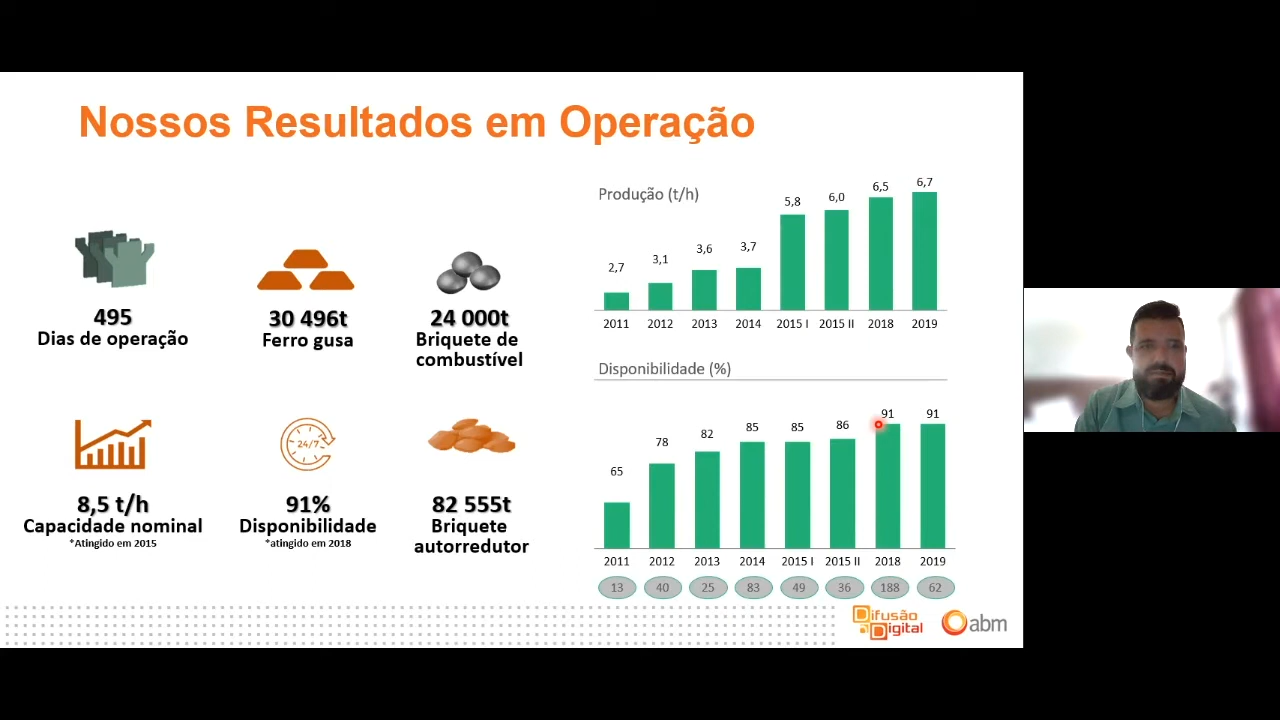 Nossos Resultados em Operação
495
Dias de operação
30 496t
Ferro gusa
24 000t
Briquete de
combustível
8,5 t/h
Capacidade nominal
*Atingido em 2015
24/7
91%
Disponibilidade
*atingido em 2018
82 555t
Briquete
autorredutor
Produção (t/h)
2,7 3,1 3,6 3,7 5,8 6,0 6,5 6,7
2011 2012 2013 2014 2015 I 2015 II 2018 2019
Disponibilidade (%)
65 78 82 85 85 86 91 91
2011 2012 2013 2014 2015 I 2015 II 2018 2019
13 40 25 83 49 36 188 62
Difusão
Digital
abm